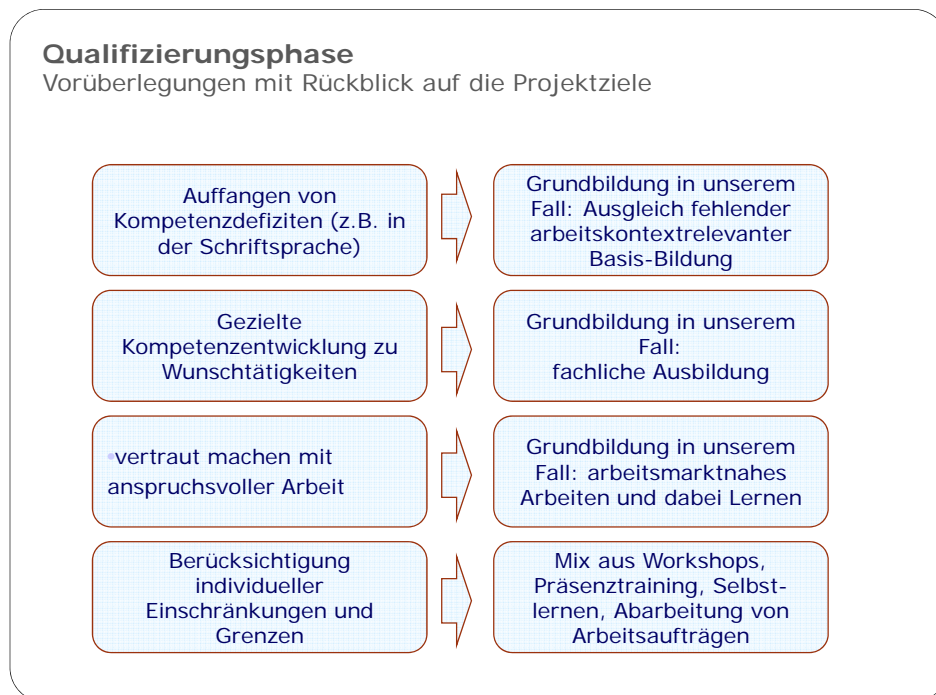 Qualifizierungsphase
Vorüberlegungen mit Rückblick auf die Projektziele
Auffangen von
Kompetenzdefiziten (z.B. in
der Schriftsprache)
Grundbildung in unserem
Fall: Ausgleich fehlender
arbeitskontextrelevanter
Basis-Bildung
Gezielte
Kompetenzentwicklung zu
Wunschtätigkeiten
Grundbildung in unserem
Fall:
fachliche Ausbildung
•vertraut machen mit
anspruchsvoller Arbeit
Grundbildung in unserem
Fall: arbeitsmarktnahes
Arbeiten und dabei Lernen
Berücksichtigung
individueller
Einschränkungen und
Grenzen
Mix aus Workshops,
Präsenztraining, Selbst-
lernen, Abarbeitung von
Arbeitsaufträgen